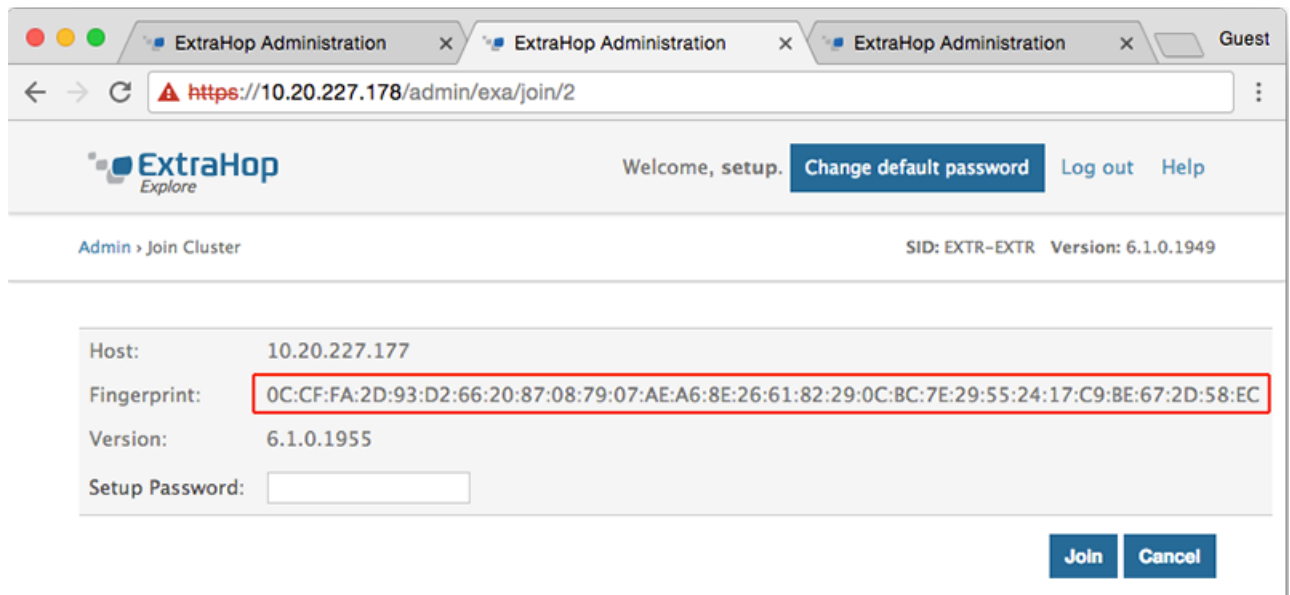 ExtraHop Administration × ExtraHop Administration × ExtraHop Administration × Guest
https://10.20.227.178/admin/exa/join/2
ExtraHop
Explore
Welcome, setup. Change default password Log out Help
Admin › Join Cluster SID: EXTR-EXTR Version: 6.1.0.1949
Host: 10.20.227.177
Fingerprint: 0C:CF:FA:2D:93:D2:66:20:87:08:79:07:AE:A6:8E:26:61:82:29:0C:BC:7E:29:55:24:17:C9:BE:67:2D:58:EC
Version: 6.1.0.1955
Setup Password:
Join Cancel